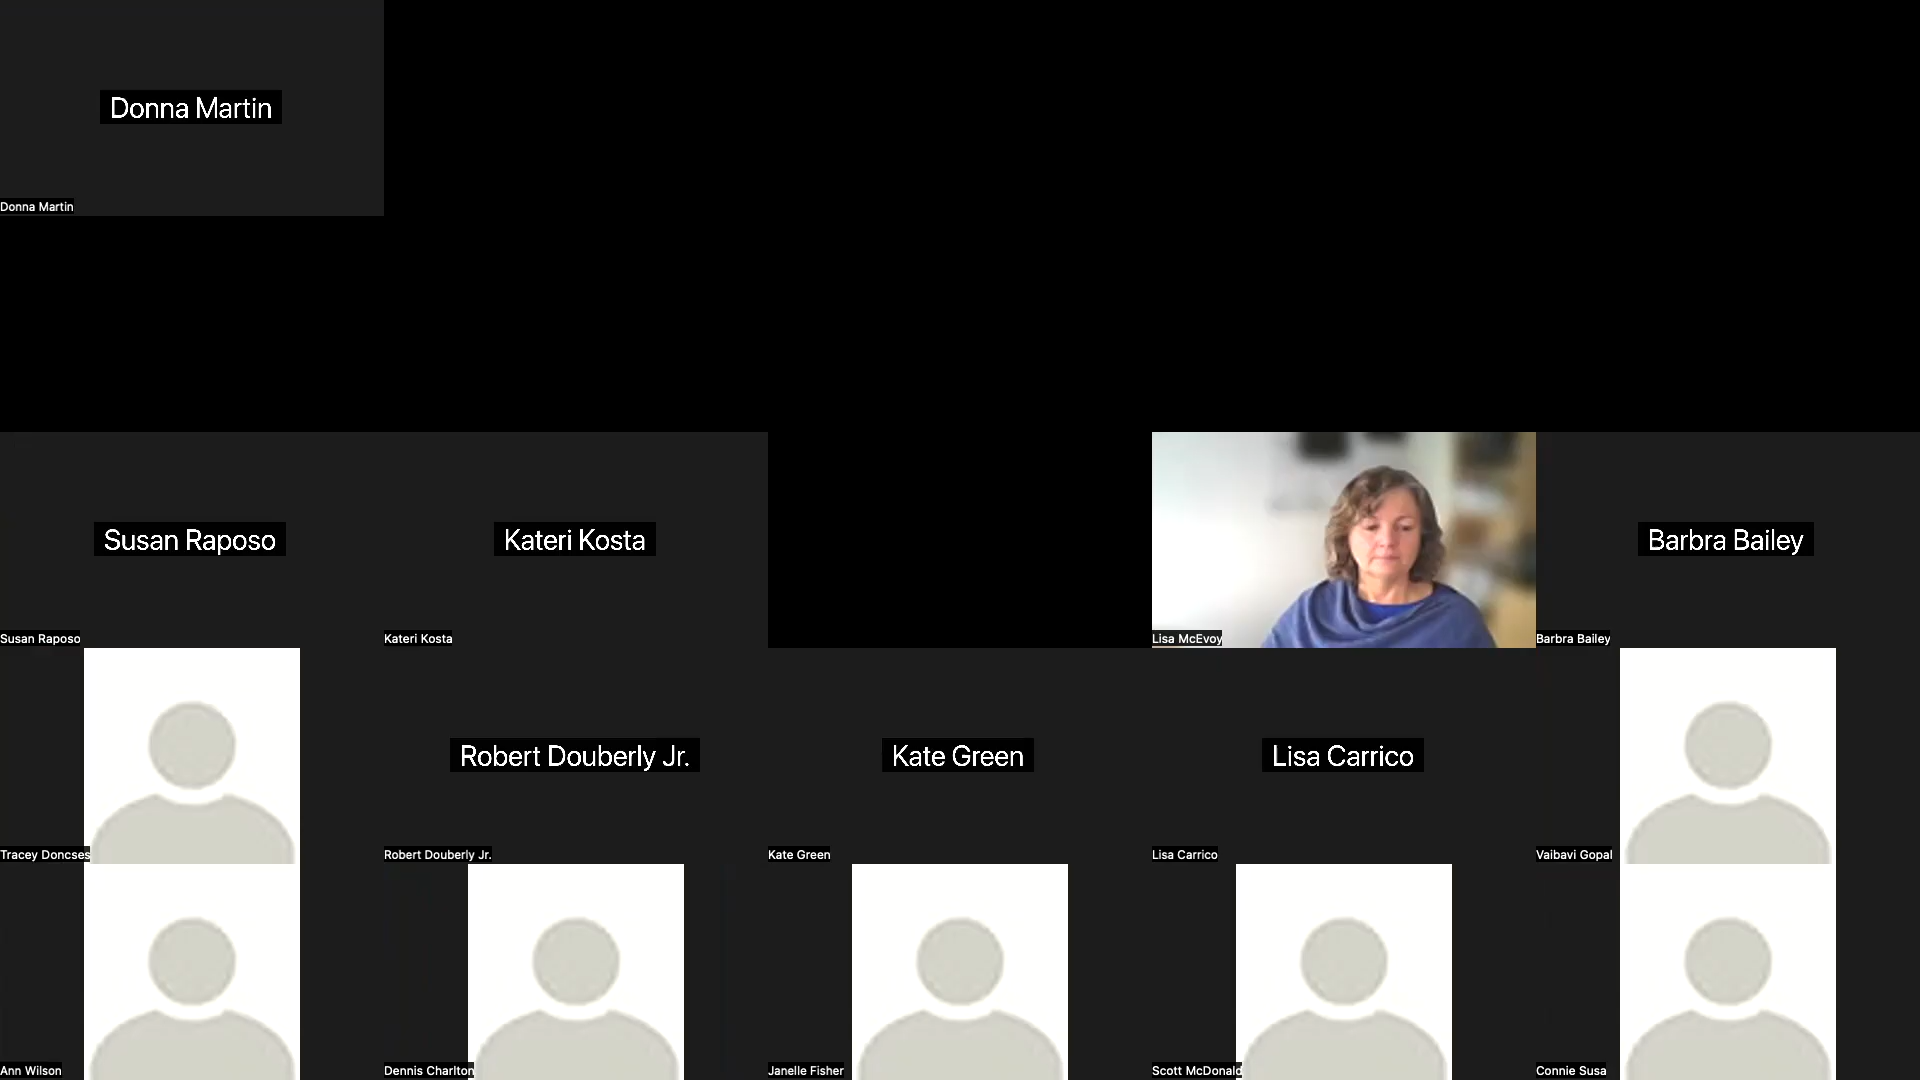 Donna Martin
Donna Martin
Susan Raposo
Kateri Kosta
Barbra Bailey
Susan Raposo
Kateri Kosta
Lisa McEvoy
Barbra Bailey
Robert Douberly Jr.
Kate Green
Lisa Carrico
Tracey Doncses
Robert Douberly Jr.
Kate Green
Lisa Carrico
Vaibavi Gopal
Ann Wilson
Dennis Charlton
Janelle Fisher
Scott McDonald
Connie Susa